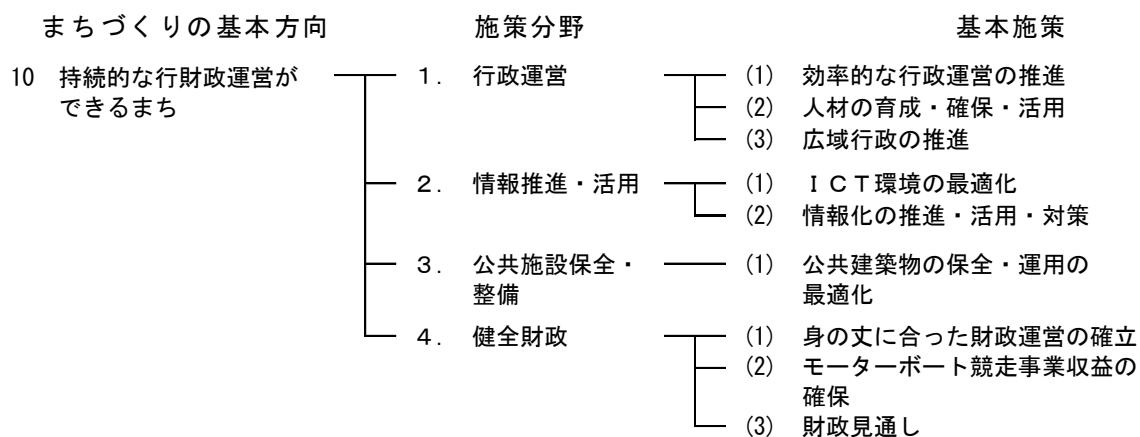 まちづくりの基本方向 施策分野 基本施策
10 持続的な行財政運営が 1. 行政運営 (1) 効率的な行政運営の推進
できるまち (2) 人材の育成・確保・活用
(3) 広域行政の推進
2. 情報推進・活用 (1) ＩＣＴ環境の最適化
(2) 情報化の推進・活用・対策
3. 公共施設保全・ (1) 公共建築物の保全・運用の
整備 最適化
4. 健全財政 (1) 身の丈に合った財政運営の確立
(2) モーターボート競走事業収益の
確保
(3) 財政見通し